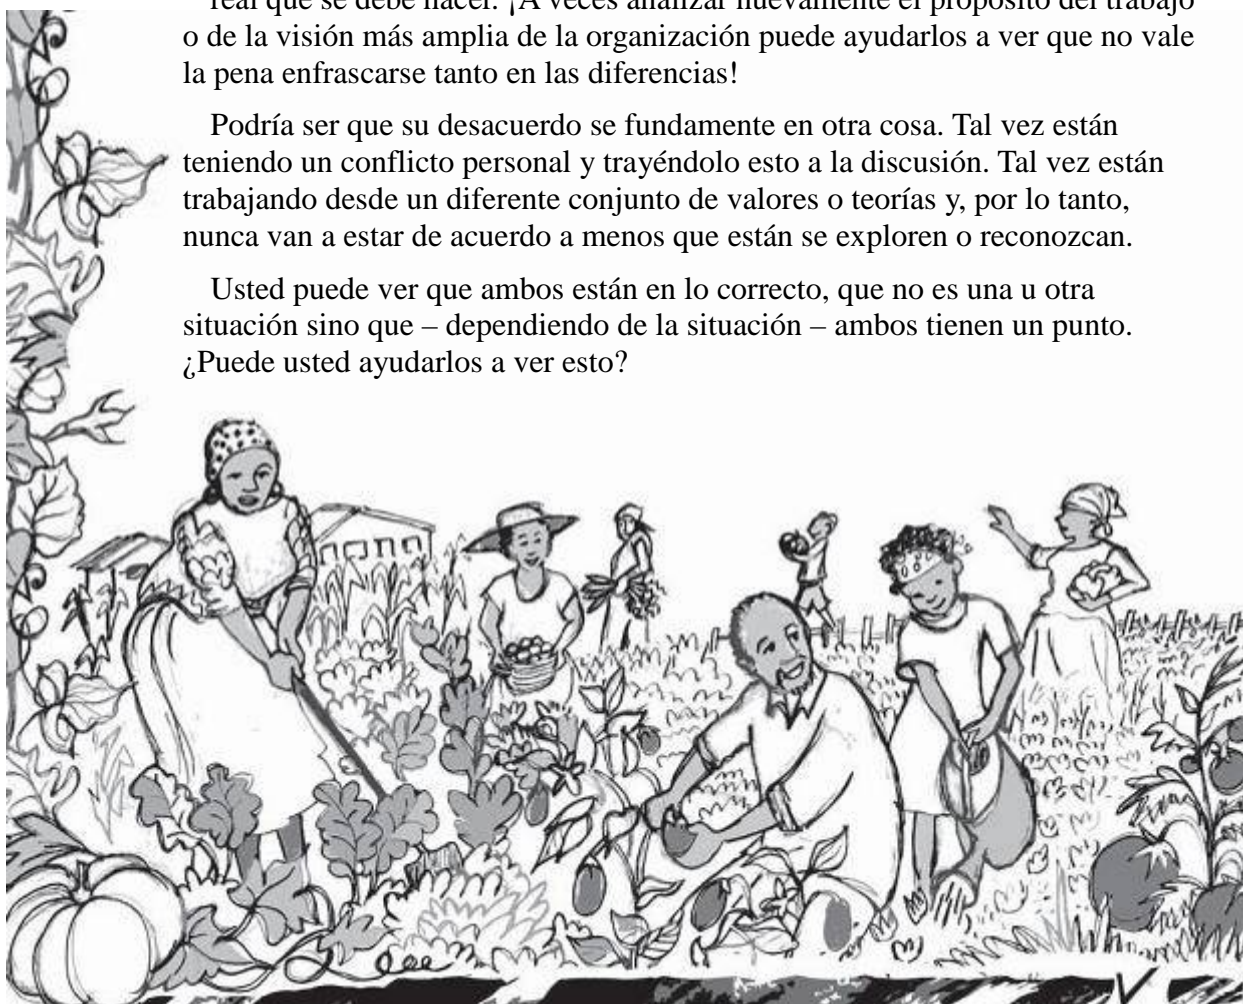 real que se debe hacer. ¡A veces analizar nuevamente el propósito del trabajo
o de la visión más amplia de la organización puede ayudarlos a ver que no vale
la pena enfrascarse tanto en las diferencias!
Podría ser que su desacuerdo se fundamente en otra cosa. Tal vez están
teniendo un conflicto personal y trayéndolo esto a la discusión. Tal vez están
trabajando desde un diferente conjunto de valores o teorías y, por lo tanto,
nunca van a estar de acuerdo a menos que están se exploren o reconozcan.
Usted puede ver que ambos están en lo correcto, que no es una u otra
situación sino que – dependiendo de la situación – ambos tienen un punto.
¿Puede usted ayudarlos a ver esto?